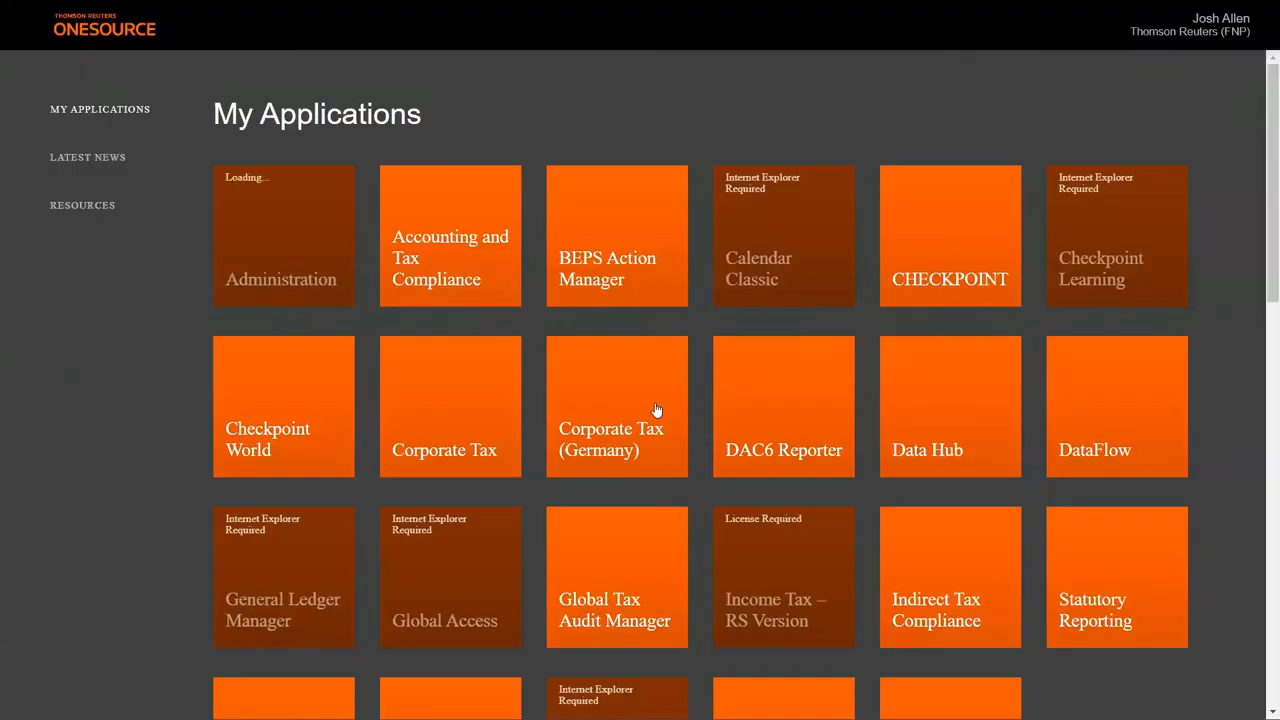 THOMSON REUTERS
ONESOURCE
Josh Allen
Thomson Reuters (FNP)
MY APPLICATIONS
LATEST NEWS
RESOURCES
My Applications
Loading...
Administration
Accounting and
Tax
Compliance
BEPS Action
Manager
Internet Explorer
Required
Calendar
Classic
CHECKPOINT
Internet Explorer
Required
Checkpoint
Learning
Checkpoint
World
Corporate Tax
Corporate Tax
(Germany)
DAC6 Reporter
Data Hub
DataFlow
Internet Explorer
Required
General Ledger
Manager
Internet Explorer
Required
Global Access
Global Tax
Audit Manager
License Required
Income Tax –
RS Version
Indirect Tax
Compliance
Statutory
Reporting
Internet Explorer
Required